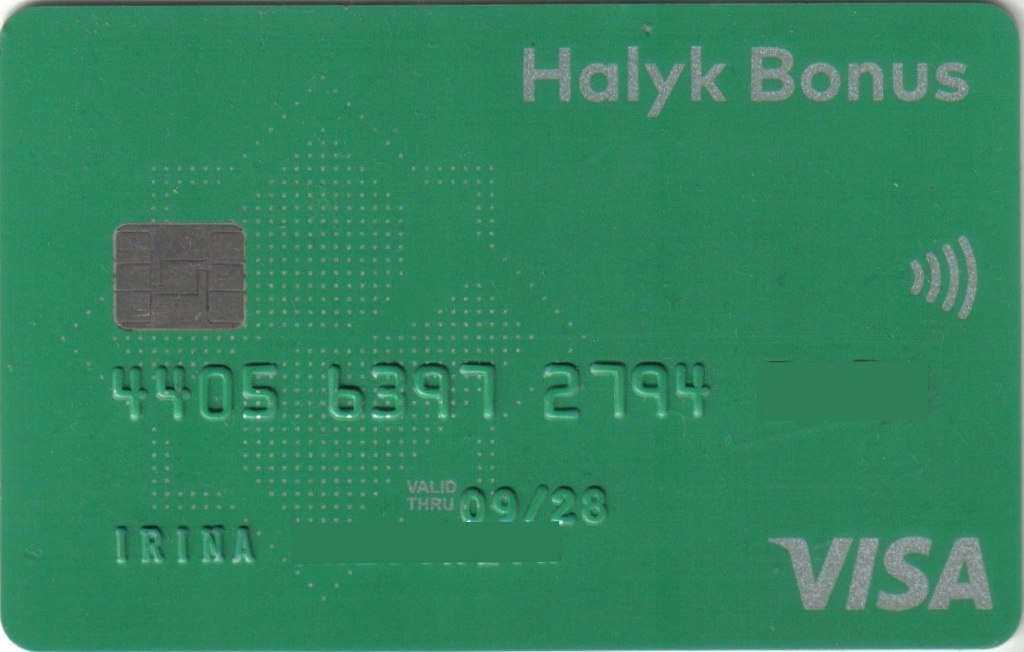 Halyk Bonus
4405 6397 2794
VALID
THRU 09/28
IRINA
VISA